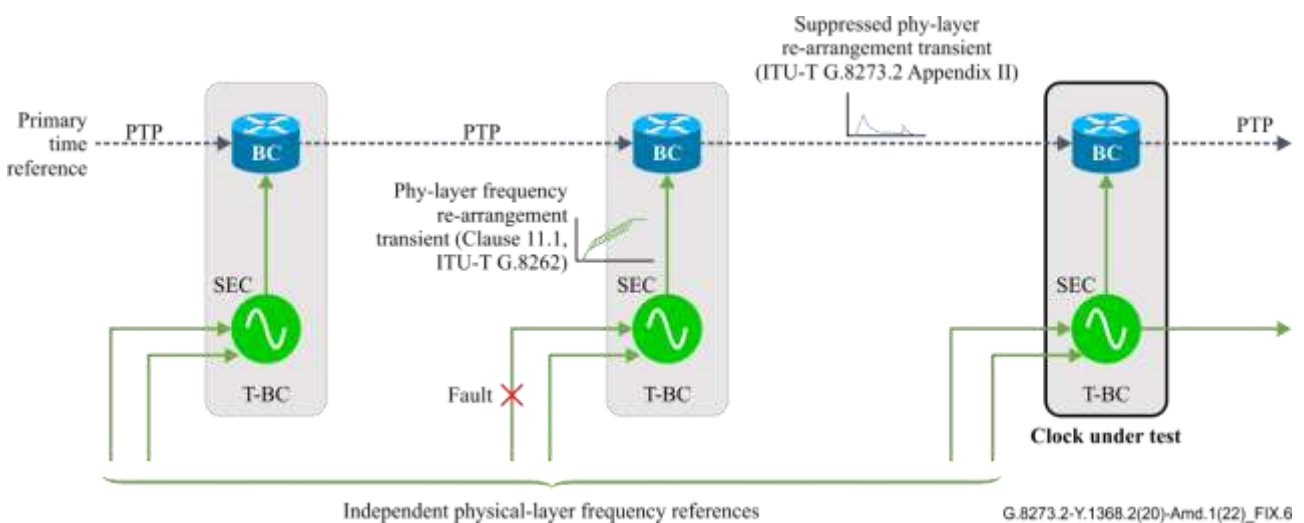 Suppressed phy-layer
re-arrangement transient
(ITU-T G.8273.2 Appendix II)
Primary
time
reference
PTP
PTP
PTP
BC
BC
BC
Phy-layer frequency
re-arrangement
transient (Clause 11.1,
ITU-T G.8262)
SEC
SEC
SEC
Fault
T-BC
T-BC
T-BC
Clock under test
Independent physical-layer frequency references
G.8273.2-Y.1368.2(20)-Amd.1(22)_FIX.6